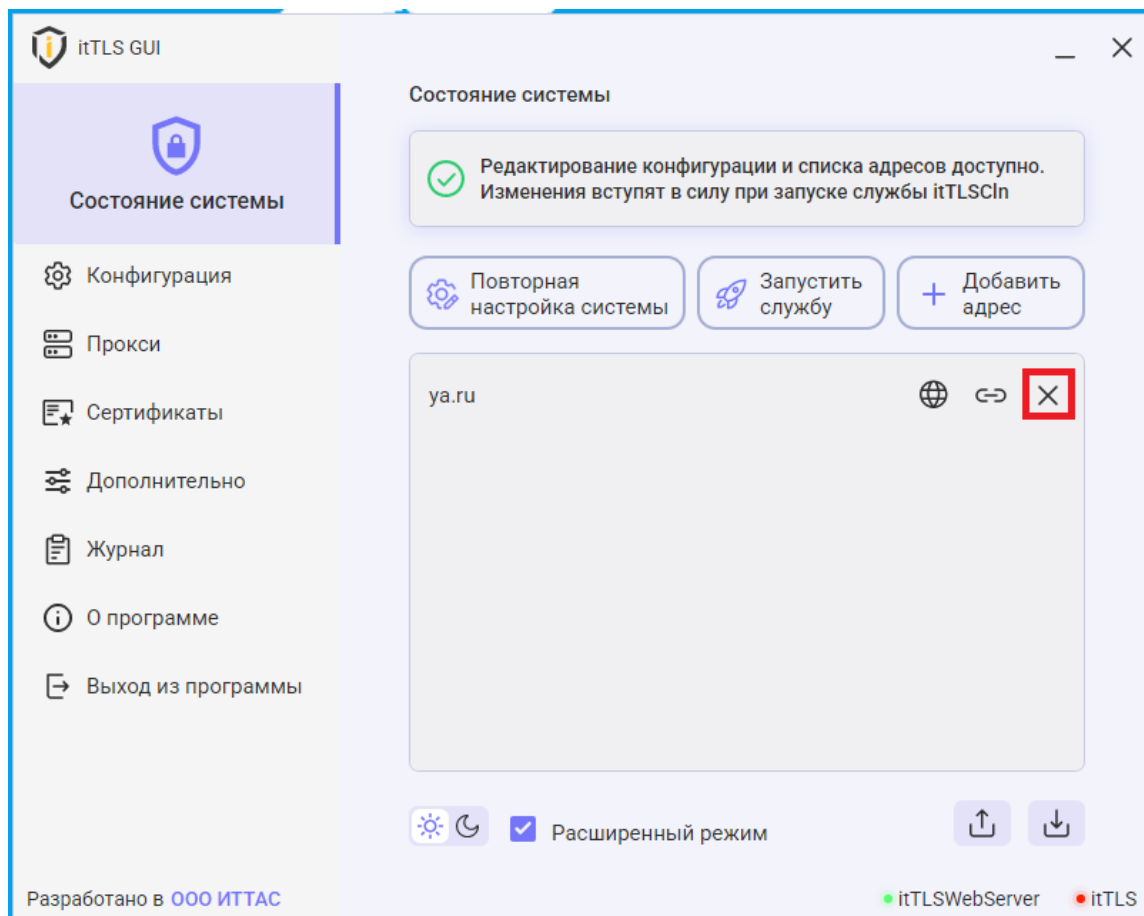 itTLS GUI
Состояние системы
Конфигурация
Прокси
Сертификаты
Дополнительно
Журнал
О программе
Выход из программы
Разработано в ООО ИТТАС
Состояние системы
Редактирование конфигурации и списка адресов доступно.
Изменения вступят в силу при запуске службы itTLSCln
Повторная
настройка системы
Запустить
службу
Добавить
адрес
ya.ru
Расширенный режим
itTLSWebServer
itTLS